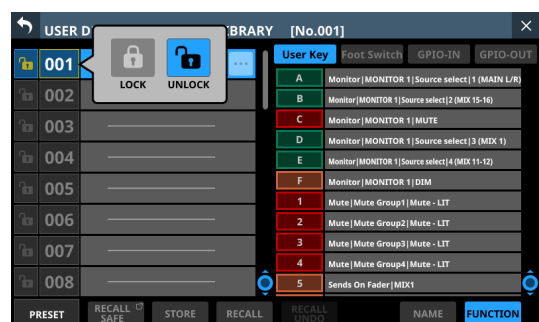 USER D
BRARY
[No.001]
LOCK
UNLOCK
User Key
Foot Switch
GPIO-IN
GPIO-OUT
001
002
003
004
005
006
007
008
A Monitor|MONITOR 1|Source select|1 (MAIN L/R)
B Monitor|MONITOR 1|Source select|2 (MIX 15-16)
C Monitor|MONITOR 1|MUTE
D Monitor|MONITOR 1|Source select|3 (MIX 1)
E Monitor|MONITOR 1|Source select|4 (MIX 11-12)
F Monitor|MONITOR 1|DIM
1 Mute|Mute Group1|Mute - LIT
2 Mute|Mute Group2|Mute - LIT
3 Mute|Mute Group3|Mute - LIT
4 Mute|Mute Group4|Mute - LIT
5 Sends On Fader|MIX1
PRESET
RECALL
SAFE
STORE
RECALL
RECALL
UNDO
NAME
FUNCTION